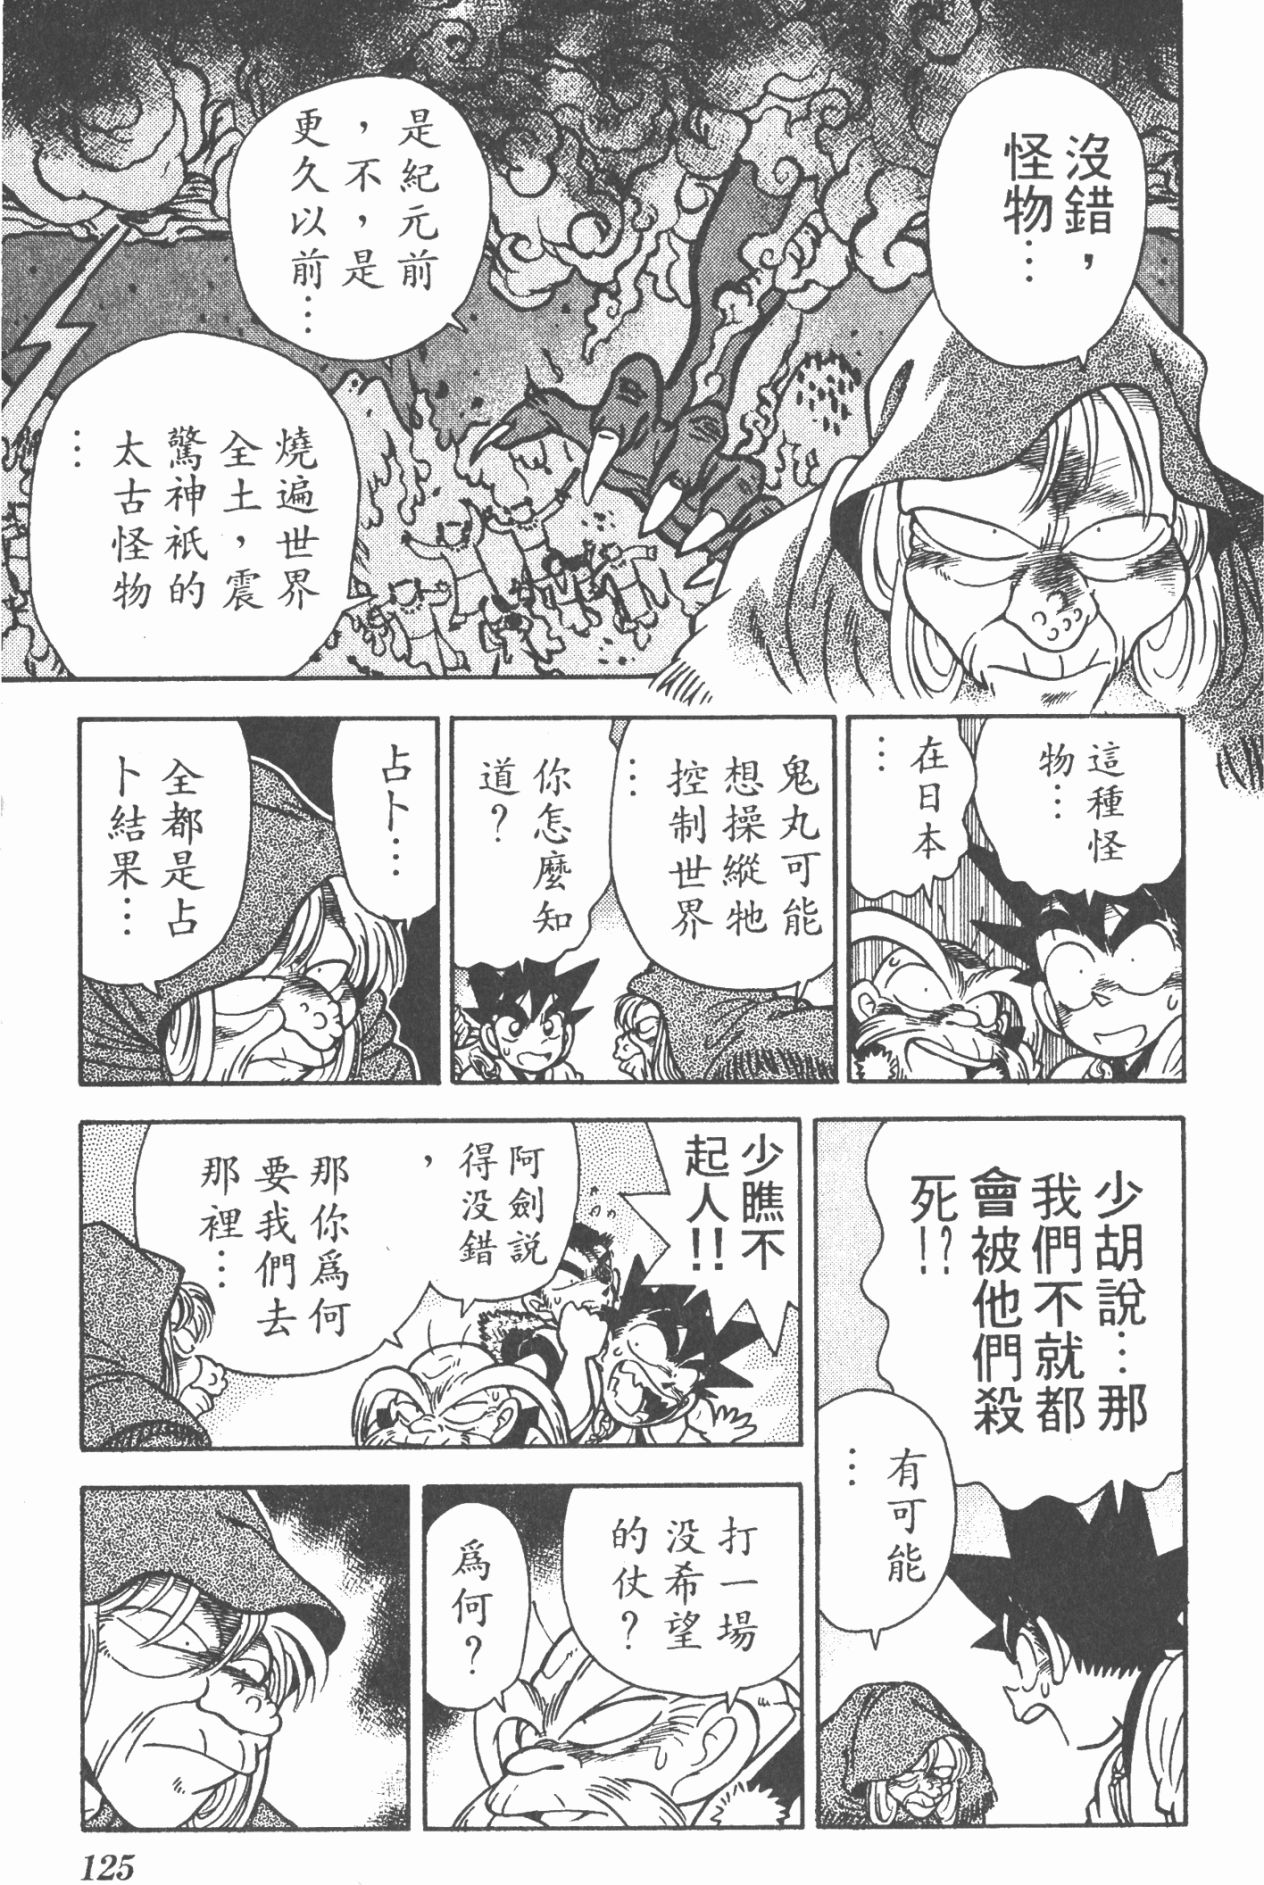 沒錯，
怪物…
是紀元前
，不，是
更久以前…
燒遍世界
全土，震
驚神祇的
太古怪物
…
這種怪
物…
在日本
…
鬼丸可能
想操縱牠
控制世界
…
你怎麼知
道？
占卜…
全都是占
卜結果…
少胡說…那
我們不就都
會被他們殺
死!?
有可能
…
少瞧不
起人!!
阿劍說
得沒錯
，
那你為何
要我們去
那裡…
打一場
沒希望
的仗？
為何？
125